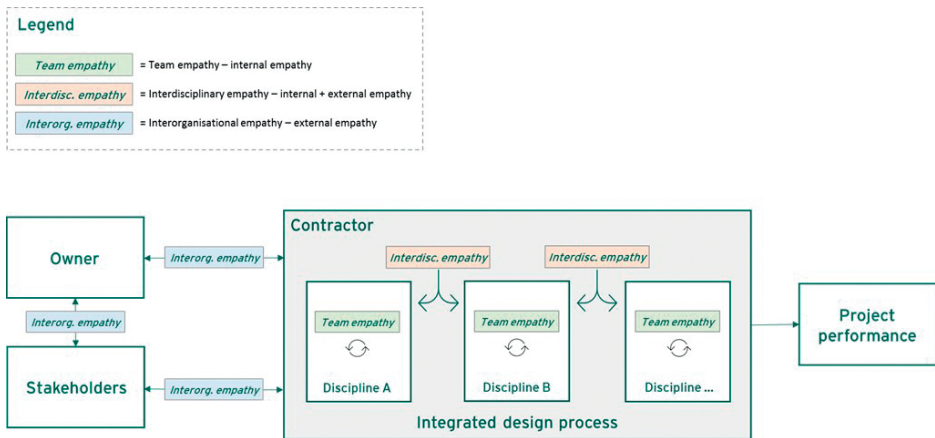 Legend
Team empathy = Team empathy – internal empathy
Interdisc. empathy = Interdisciplinary empathy – internal + external empathy
Interorg. empathy = Interorganisational empathy – external empathy
Contractor
Owner
Interorg. empathy
Interdisc. empathy Interdisc. empathy
Interorg. empathy
Team empathy Team empathy Team empathy
Project
performance
Stakeholders
Interorg. empathy
Discipline A Discipline B Discipline ...
Integrated design process